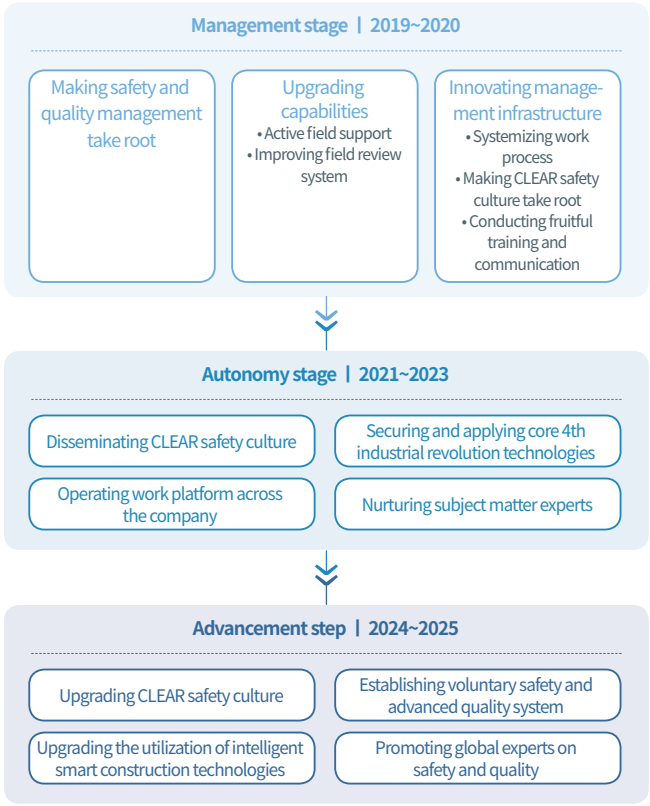 Management stage | 2019~2020
Making safety and
quality management
take root
Upgrading
capabilities
• Active field support
• Improving field review
system
Innovating manage-
ment infrastructure
• Systemizing work
process
• Making CLEAR safety
culture take root
• Conducting fruitful
training and
communication
Autonomy stage | 2021~2023
Disseminating CLEAR safety culture
Securing and applying core 4th
industrial revolution technologies
Operating work platform across
the company
Nurturing subject matter experts
Advancement step | 2024~2025
Upgrading CLEAR safety culture
Establishing voluntary safety and
advanced quality system
Upgrading the utilization of intelligent
smart construction technologies
Promoting global experts on
safety and quality